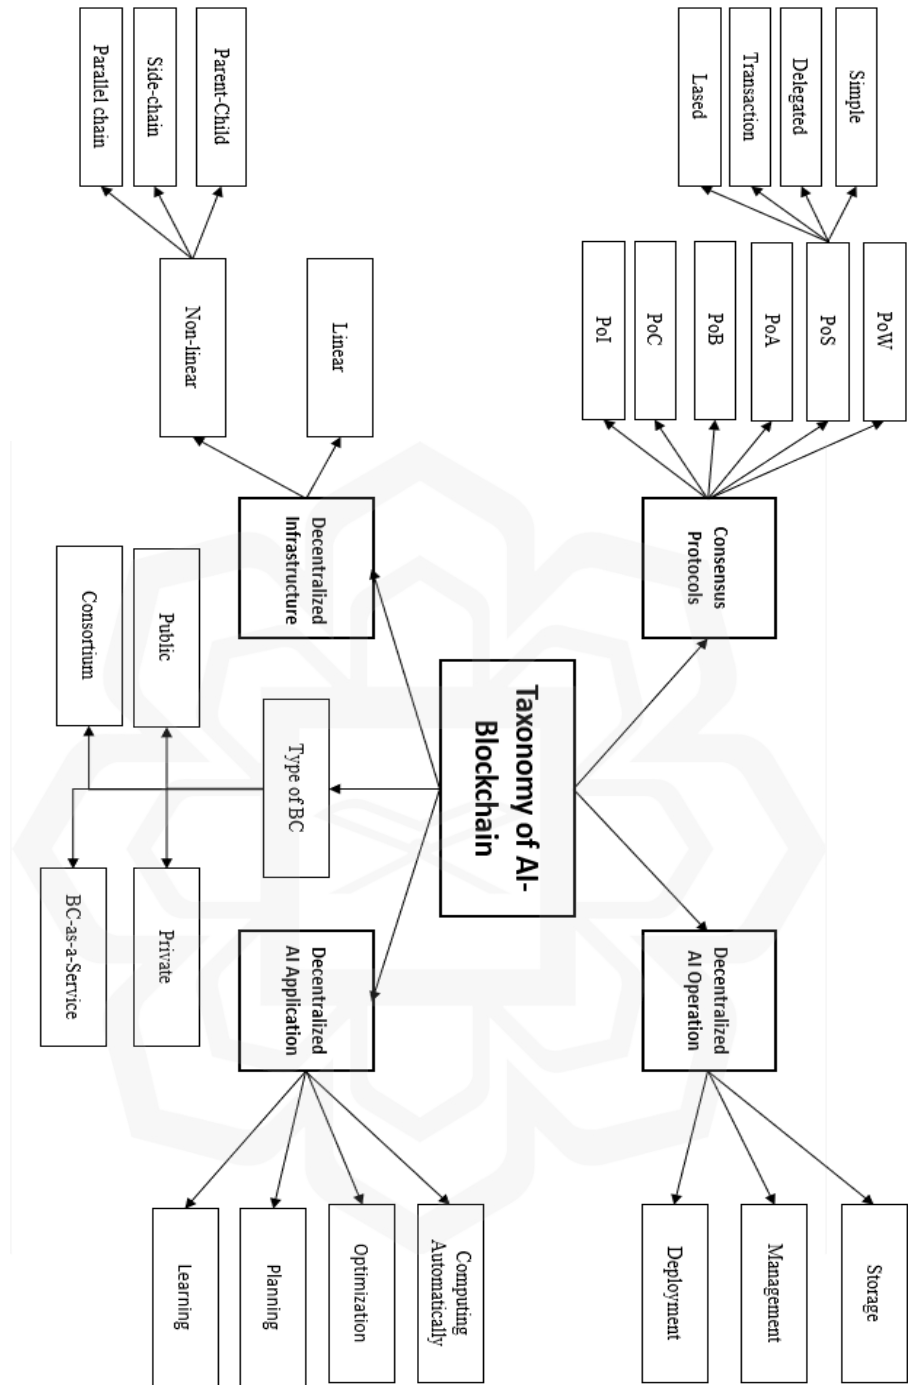 Simple
Delegated
Transaction
Lased
PoW
PoS
PoA
PoB
PoC
PoI
Consensus
Protocols
Decentralized
AI Operation
Storage
Management
Deployment
Taxonomy of AI-
Blockchain
Parent-Child
Side-chain
Parallel chain
Linear
Non-linear
Decentralized
Infrastructure
Type of BC
Public
Private
Consortium
BC-as-a-Service
Decentralized
AI Application
Computing
Automatically
Optimization
Planning
Learning